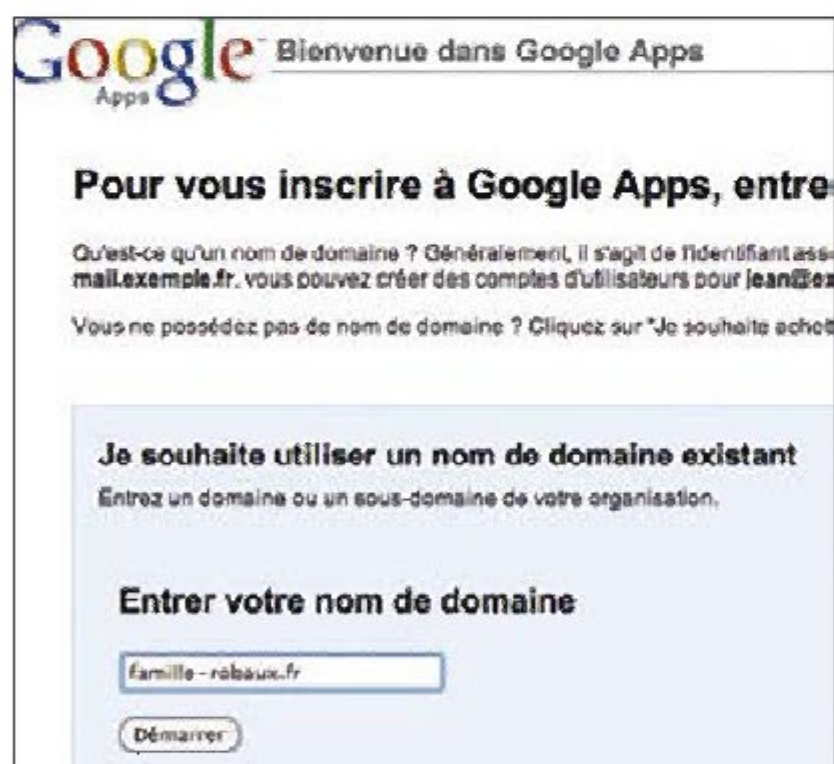 Google Bienvenue dans Google Apps
Apps
Pour vous inscrire à Google Apps, entre
Qu'est-ce qu'un nom de domaine ? Généralement, il s'agit de l'identifiant ass
mail.exemple.fr, vous pouvez créer des comptes d'utilisateurs pour jean@ex
Vous ne possédez pas de nom de domaine ? Cliquez sur "Je souhaite achet
Je souhaite utiliser un nom de domaine existant
Entrez un domaine ou un sous-domaine de votre organisation.
Entrer votre nom de domaine
famille-robaux.fr
Démarrer